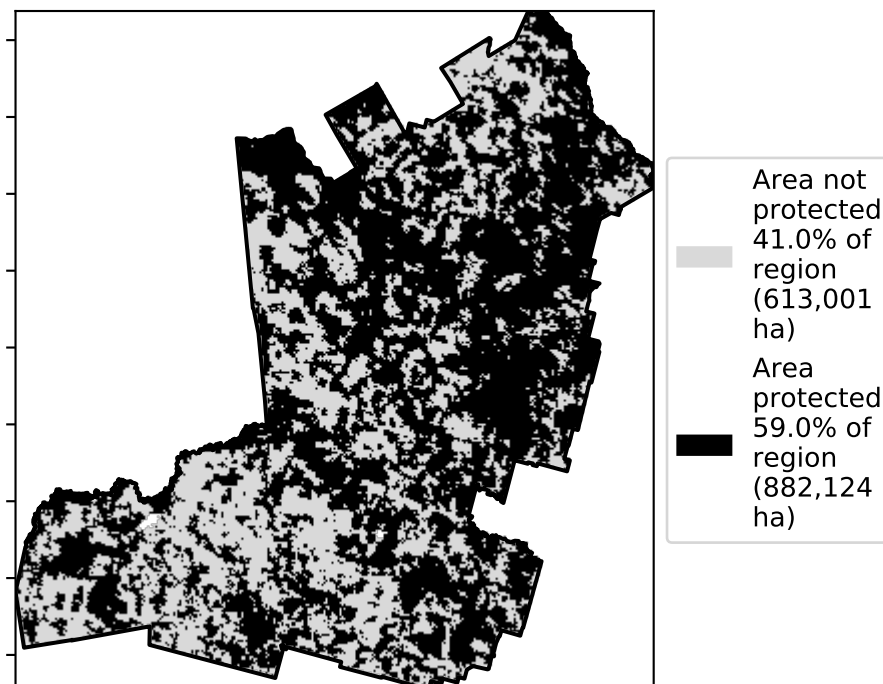 Area not
protected
41.0% of
region
(613,001
ha)
Area
protected
59.0% of
region
(882,124
ha)